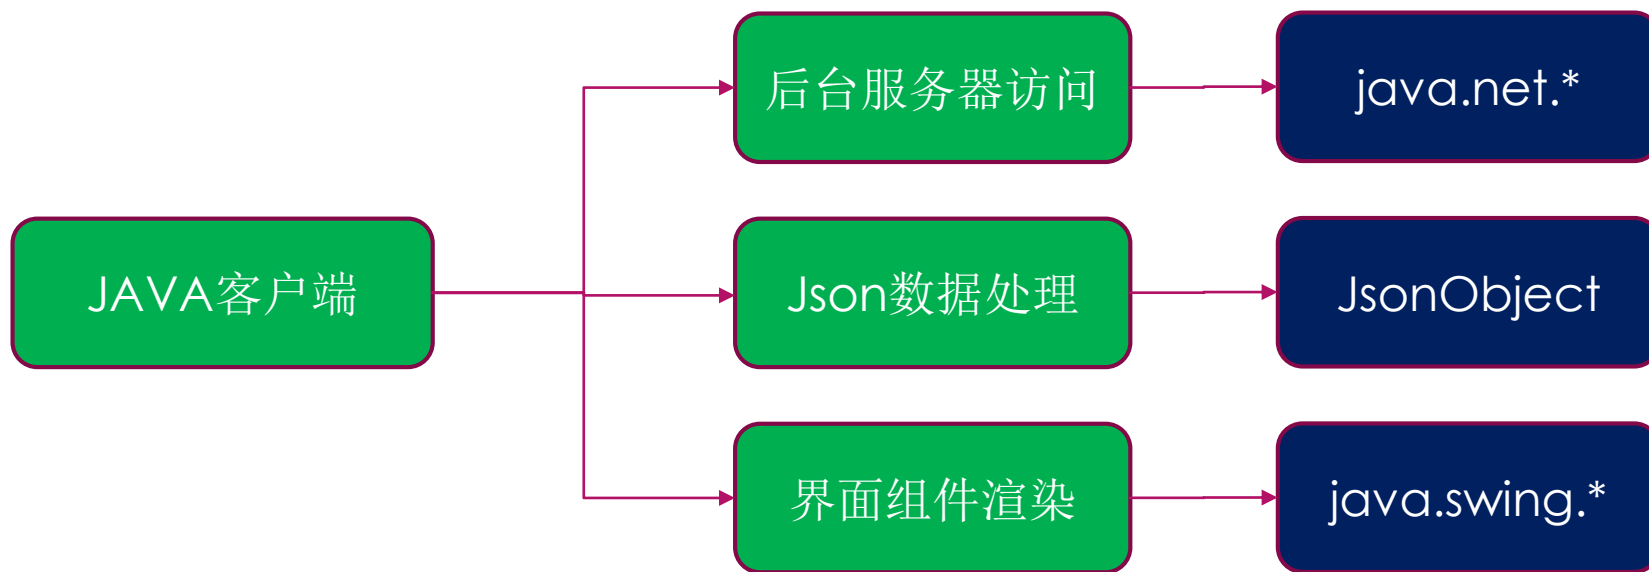 后台服务器访问
java.net.*
JAVA客户端
Json数据处理
JsonObject
界面组件渲染
java.swing.*